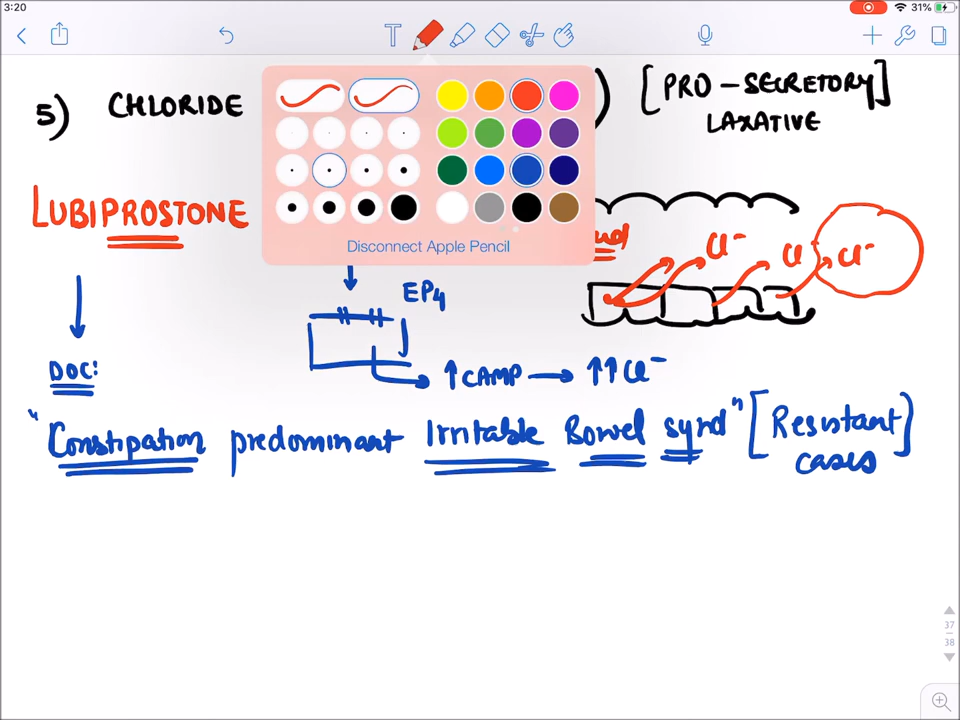 3:20
31%
T
5) CHLORIDE
) [PRO-SECRETORY]
LAXATIVE
LUBIPROSTONE
Cl⁻ Cl⁻ Cl⁻
Disconnect Apple Pencil
EP4
DOC:
↑CAMP → ↑↑Cl⁻
"Constipation predominant Irritable Bowel synd" [Resistant
cases]
37
38